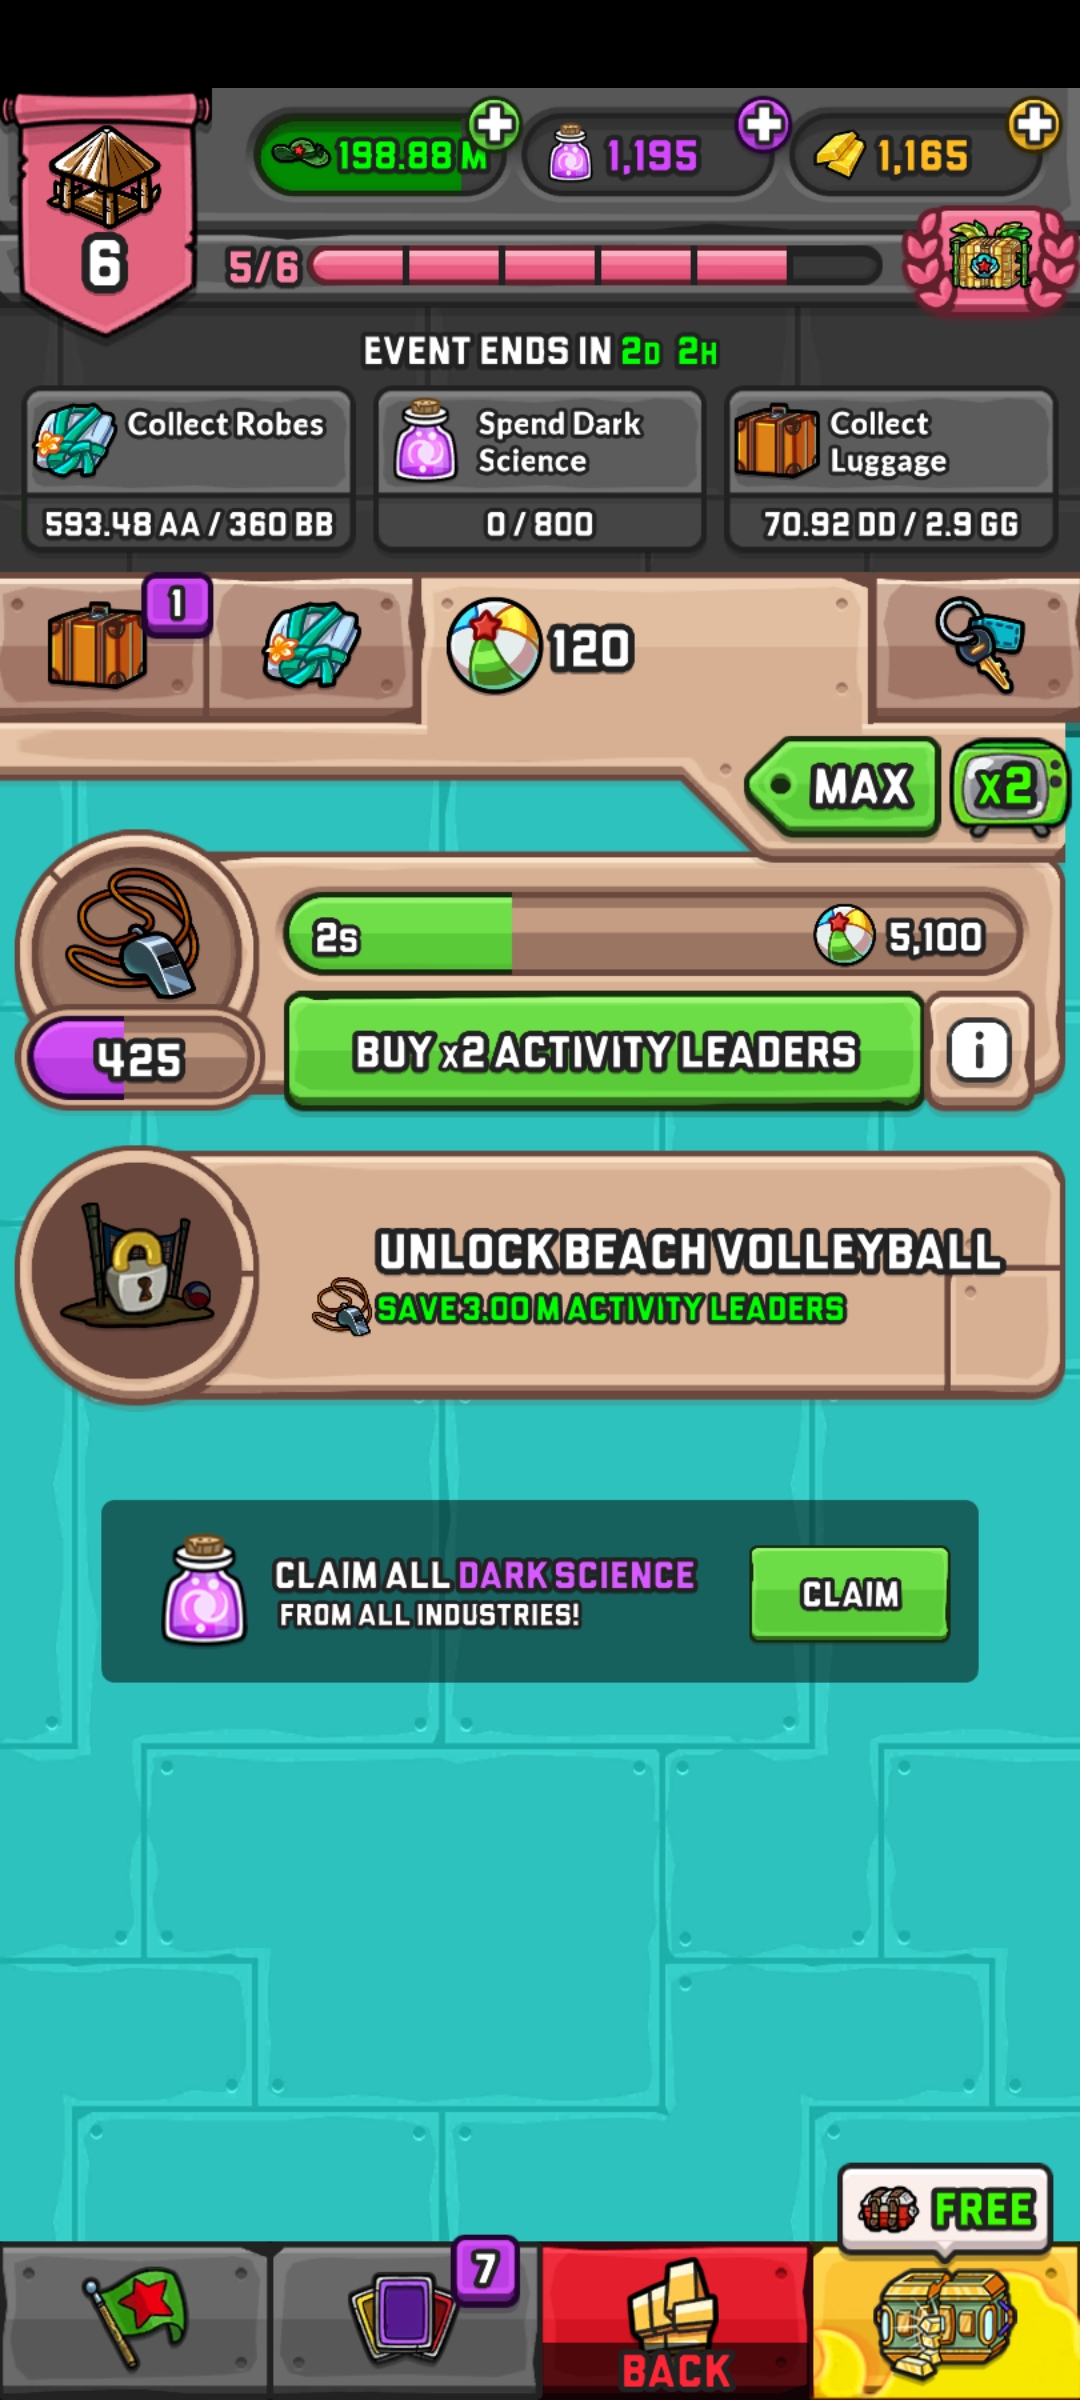 198.88 M
1,195
1,165
6
5/6
EVENT ENDS IN 2D 2H
Collect Robes
593.48 AA / 360 BB
Spend Dark
Science
0 / 800
Collect
Luggage
70.92 DD / 2.9 GG
1
120
MAX
x2
2s
5,100
425
BUY x2 ACTIVITY LEADERS
i
UNLOCK BEACH VOLLEYBALL
SAVE 3.00 M ACTIVITY LEADERS
CLAIM ALL DARK SCIENCE
FROM ALL INDUSTRIES!
CLAIM
FREE
7
BACK